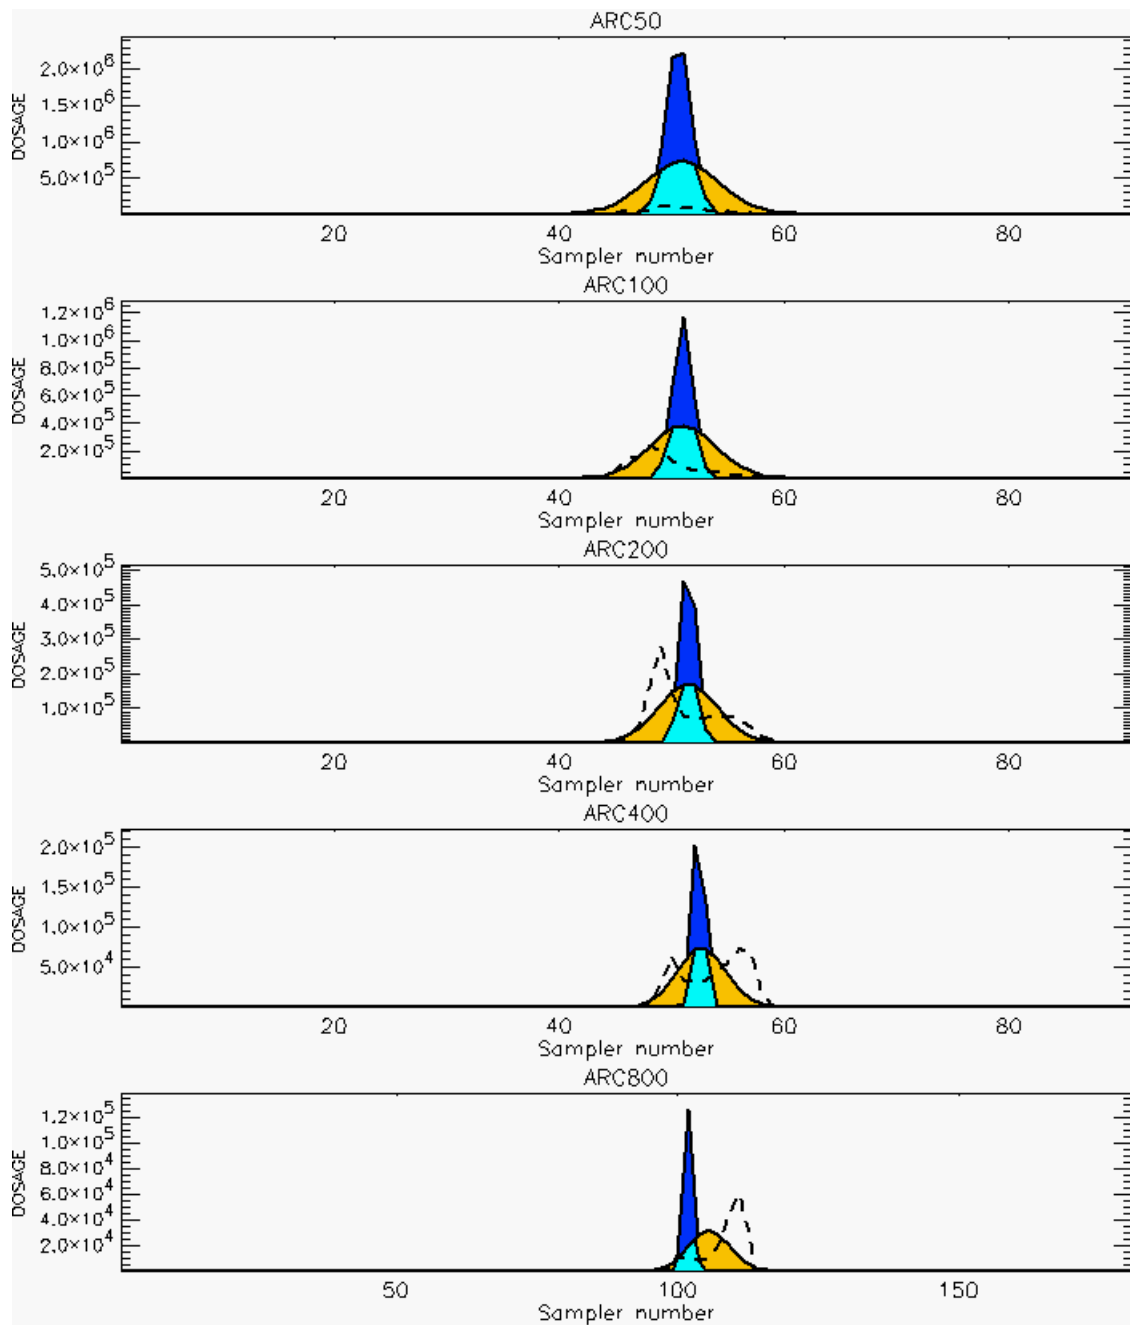 ARC50
2.0×10⁶
1.5×10⁶
1.0×10⁶
5.0×10⁵
DOSAGE
20 40 60 80
Sampler number
ARC100
1.2×10⁶
1.0×10⁶
8.0×10⁵
6.0×10⁵
4.0×10⁵
2.0×10⁵
DOSAGE
20 40 60 80
Sampler number
ARC200
5.0×10⁵
4.0×10⁵
3.0×10⁵
2.0×10⁵
1.0×10⁵
DOSAGE
20 40 60 80
Sampler number
ARC400
2.0×10⁵
1.5×10⁵
1.0×10⁵
5.0×10⁴
DOSAGE
20 40 60 80
Sampler number
ARC800
1.2×10⁵
1.0×10⁵
8.0×10⁴
6.0×10⁴
4.0×10⁴
2.0×10⁴
DOSAGE
50 100 150
Sampler number